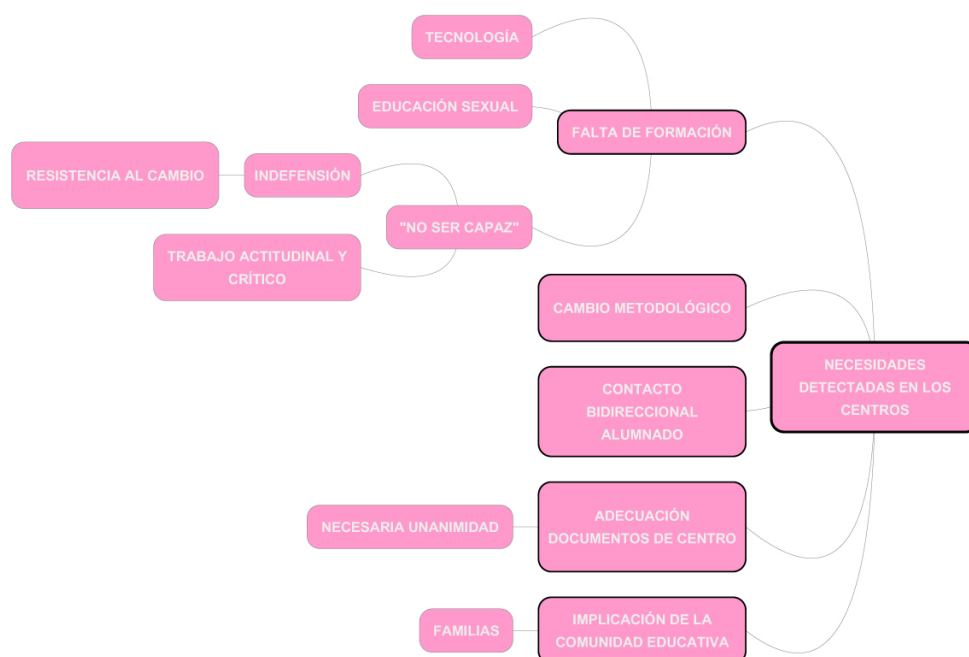 TECNOLOGÍA
EDUCACIÓN SEXUAL
FALTA DE FORMACIÓN
RESISTENCIA AL CAMBIO
INDEFENSIÓN
"NO SER CAPAZ"
TRABAJO ACTITUDINAL Y
CRÍTICO
CAMBIO METODOLÓGICO
NECESIDADES
DETECTADAS EN LOS
CENTROS
CONTACTO
BIDIRECCIONAL
ALUMNADO
NECESARIA UNANIMIDAD
ADECUACIÓN
DOCUMENTOS DE CENTRO
FAMILIAS
IMPLICACIÓN DE LA
COMUNIDAD EDUCATIVA